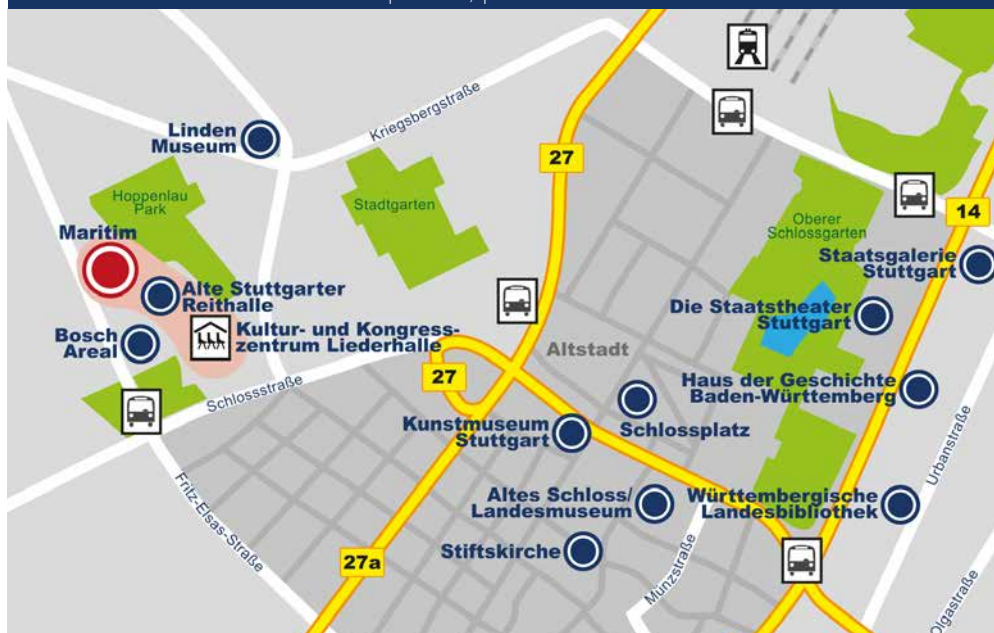 Kriegsbergstraße
27
Linden
Museum
Hoppenlau
Park
Stadtgarten
Oberer
Schlossgarten
14
Maritim
Staatsgalerie
Stuttgart
Alte Stuttgarter
Reithalle
Die Staatstheater
Stuttgart
Bosch
Areal
Kultur- und Kongress-
zentrum Liederhalle
Altstadt
27
Schlossstraße
Haus der Geschichte
Baden-Württemberg
Kunstmuseum
Stuttgart
Schlossplatz
Urbanstraße
Altes Schloss/
Landesmuseum
Württembergische
Landesbibliothek
Fritz-Elsas-Straße
Stiftskirche
27a
Münzstraße
Olgastraße